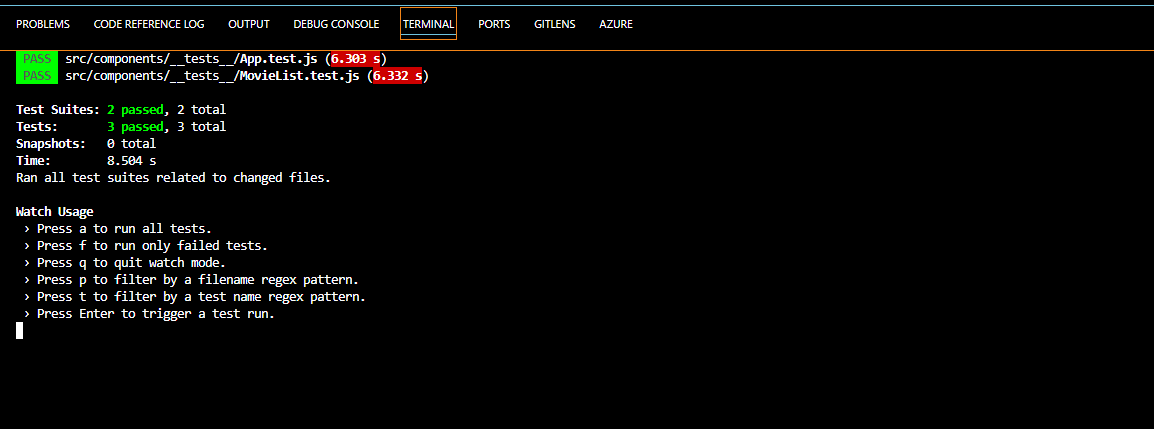 PROBLEMS CODE REFERENCE LOG OUTPUT DEBUG CONSOLE TERMINAL PORTS GITLENS AZURE
PASS src/components/__tests__/App.test.js (6.303 s)
PASS src/components/__tests__/MovieList.test.js (6.332 s)
Test Suites: 2 passed, 2 total
Tests: 3 passed, 3 total
Snapshots: 0 total
Time: 8.504 s
Ran all test suites related to changed files.
Watch Usage
› Press a to run all tests.
› Press f to run only failed tests.
› Press q to quit watch mode.
› Press p to filter by a filename regex pattern.
› Press t to filter by a test name regex pattern.
› Press Enter to trigger a test run.